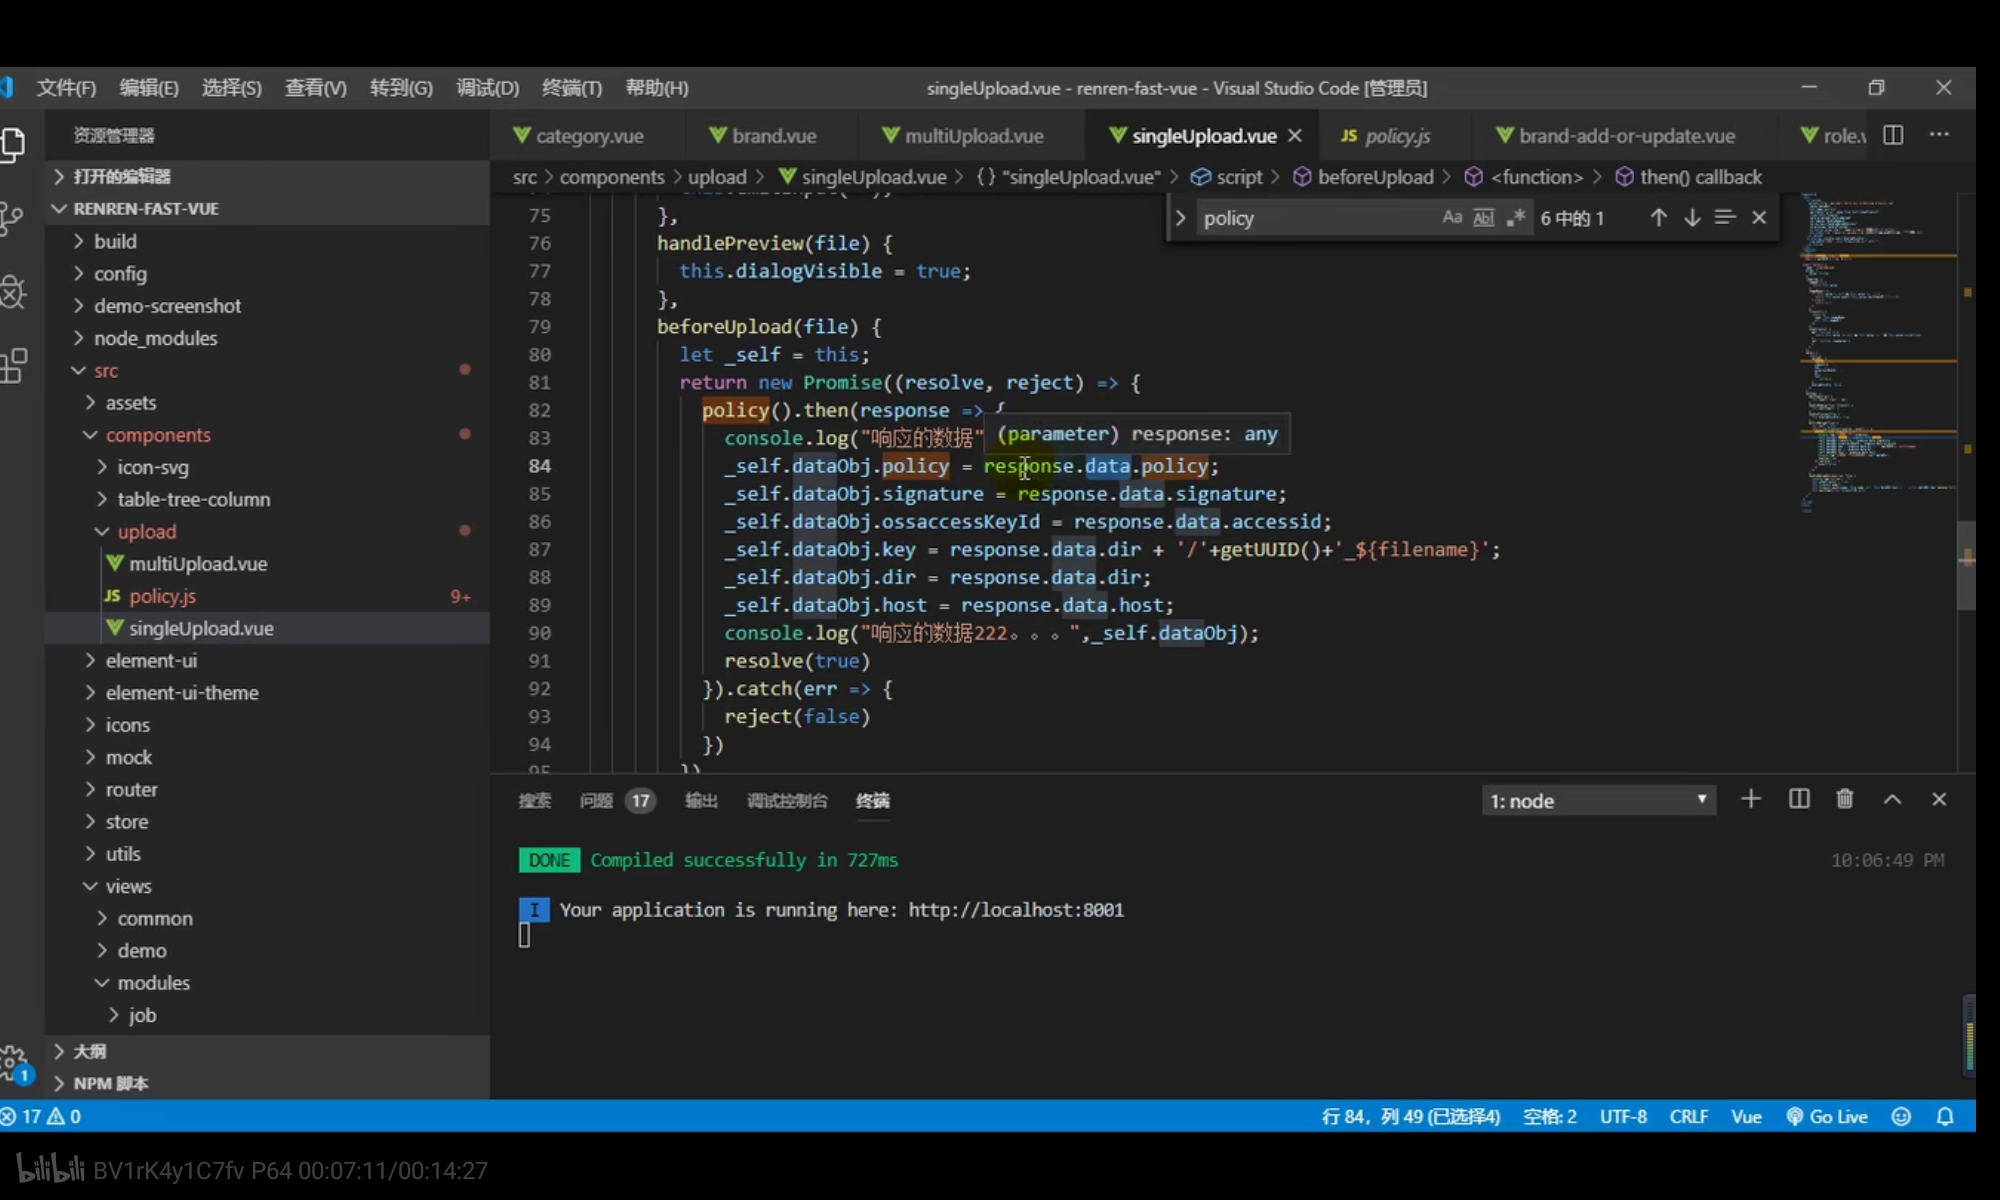 文件(F) 编辑(E) 选择(S) 查看(V) 转到(G) 调试(D) 终端(T) 帮助(H) singleUpload.vue - renren-fast-vue - Visual Studio Code [管理员]
资源管理器
打开的编辑器
RENREN-FAST-VUE
build
config
demo-screenshot
node_modules
src
assets
components
icon-svg
table-tree-column
upload
multiUpload.vue
JS policy.js 9+
singleUpload.vue
element-ui
element-ui-theme
icons
mock
router
store
utils
views
common
demo
modules
job
大纲
NPM 脚本
1
category.vue brand.vue multiUpload.vue singleUpload.vue JS policy.js brand-add-or-update.vue role.v
src > components > upload > singleUpload.vue > {} "singleUpload.vue" > script > beforeUpload > <function> > then() callback
policy Aa Abl .* 6 中的 1
75 },
76 handlePreview(file) {
77 this.dialogVisible = true;
78 },
79 beforeUpload(file) {
80 let _self = this;
81 return new Promise((resolve, reject) => {
82 policy().then(response => {
83 console.log("响应的数据"
(parameter) response: any
84 _self.dataObj.policy = response.data.policy;
85 _self.dataObj.signature = response.data.signature;
86 _self.dataObj.ossaccessKeyId = response.data.accessid;
87 _self.dataObj.key = response.data.dir + '/'+getUUID()+'_${filename}';
88 _self.dataObj.dir = response.data.dir;
89 _self.dataObj.host = response.data.host;
90 console.log("响应的数据222。。。",_self.dataObj);
91 resolve(true)
92 }).catch(err => {
93 reject(false)
94 })
95 })
搜索 问题 17 输出 调试控制台 终端 1: node
DONE Compiled successfully in 727ms 10:06:49 PM
I Your application is running here: http://localhost:8001
17 0 行 84，列 49 (已选择4) 空格: 2 UTF-8 CRLF Vue Go Live
bilibili BV1rK4y1C7fv P64 00:07:11/00:14:27